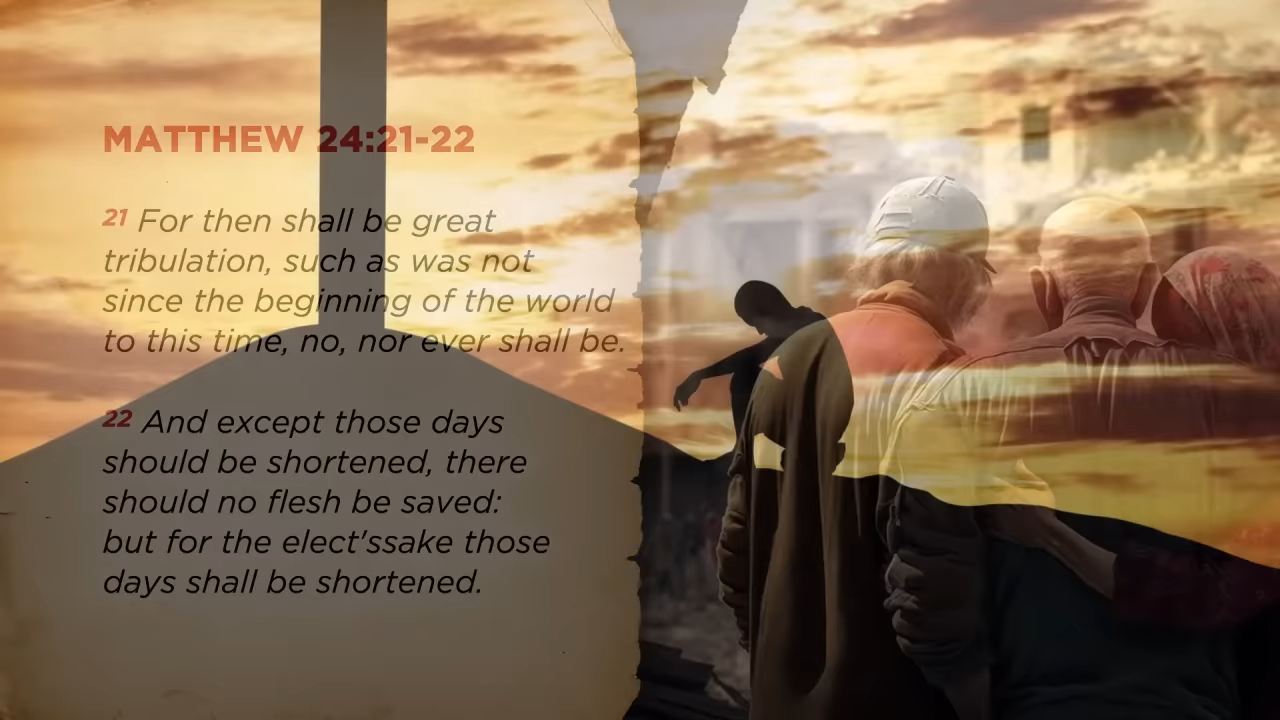 MATTHEW 24:21-22
21 For then shall be great
tribulation, such as was not
since the beginning of the world
to this time, no, nor ever shall be.
22 And except those days
should be shortened, there
should no flesh be saved:
but for the elect'ssake those
days shall be shortened.